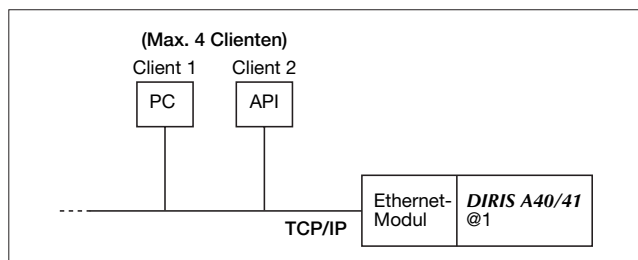 (Max. 4 Clienten)
Client 1 Client 2
PC API
Ethernet-
Modul
DIRIS A40/41
@1
TCP/IP